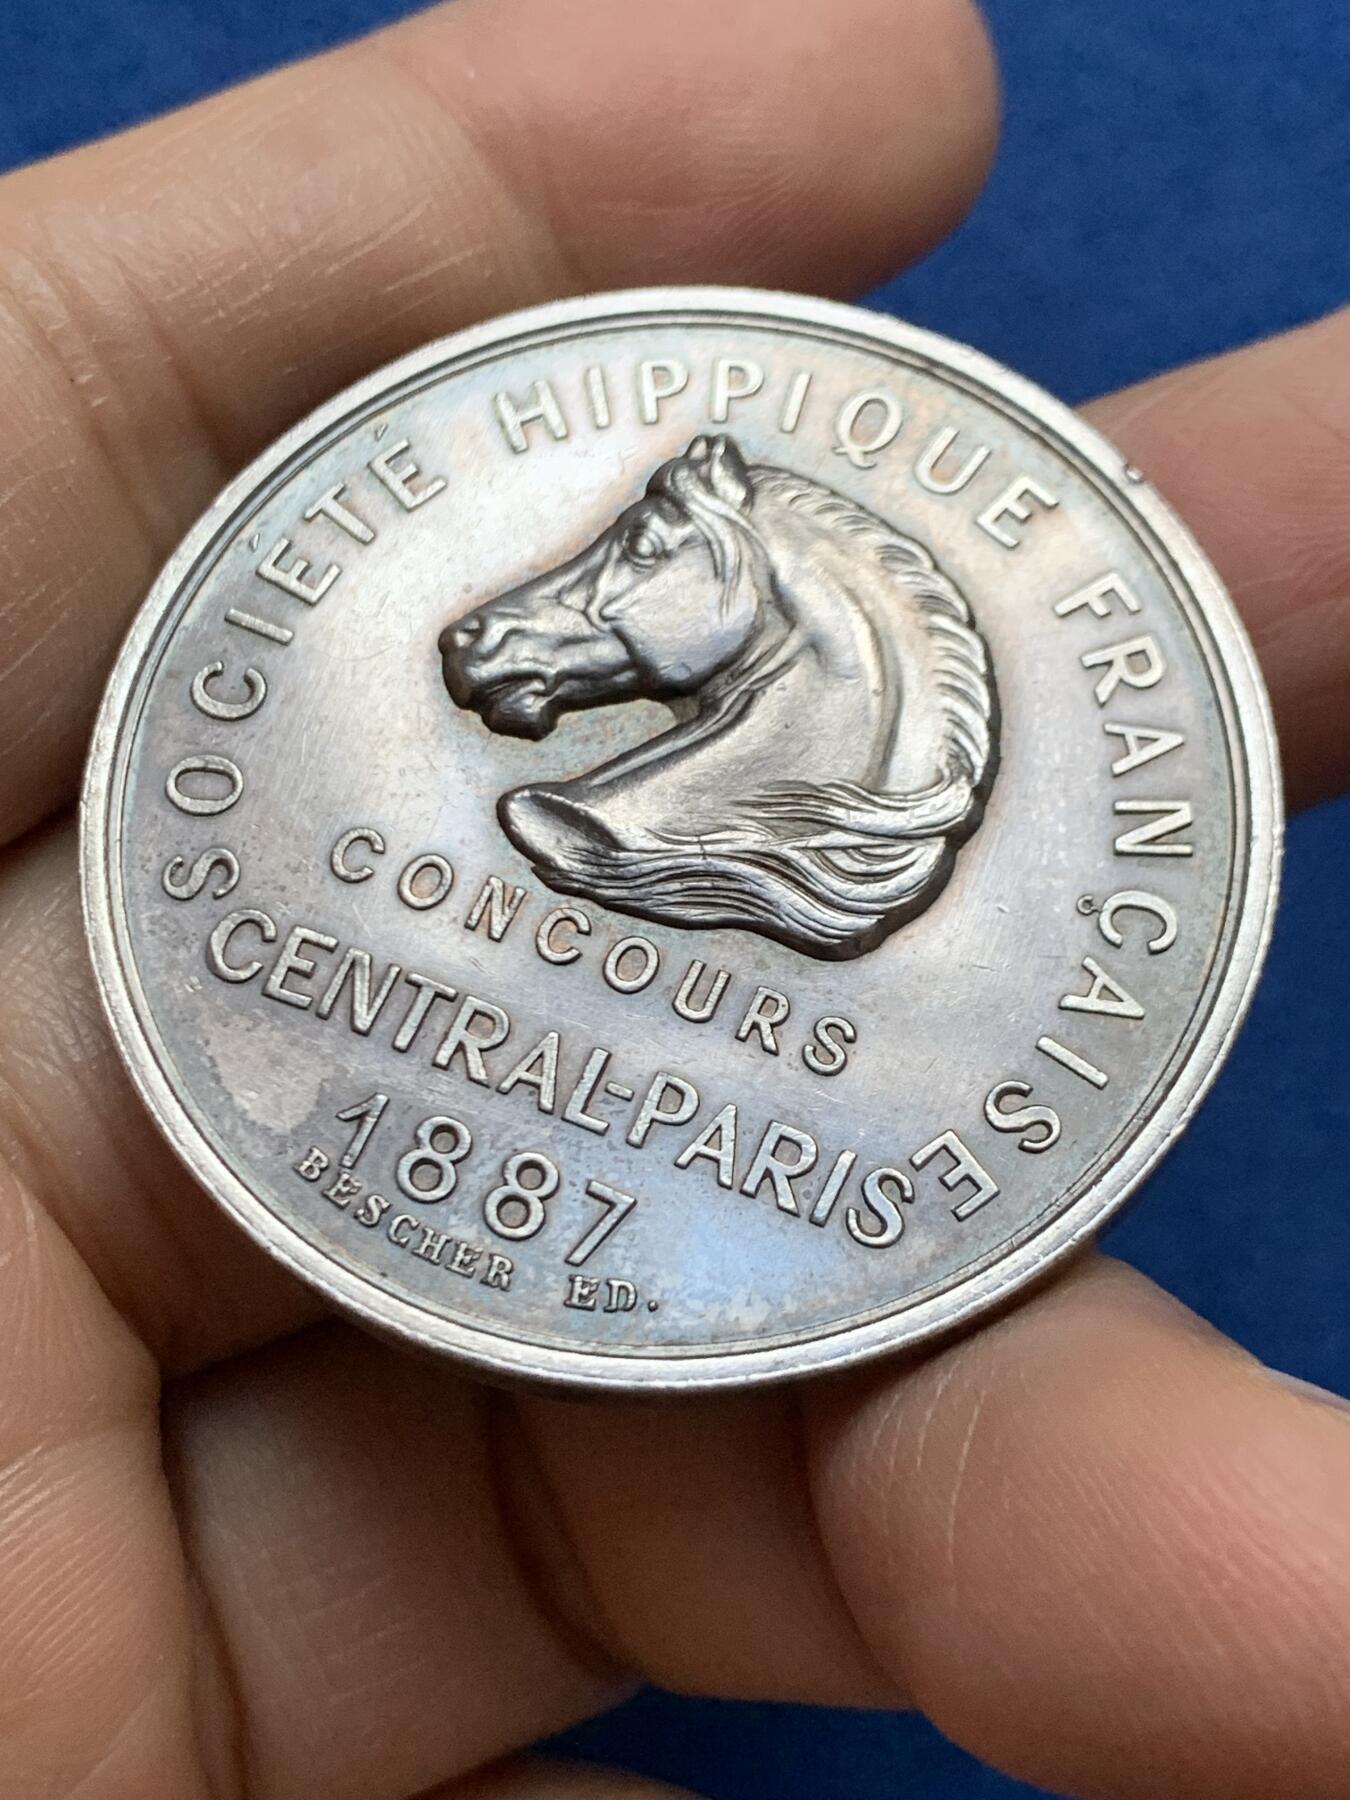 SOCIÉTÉ HIPPIQUE FRANÇAISE
CONCOURS
CENTRAL-PARIS
1887
BESCHER ED.